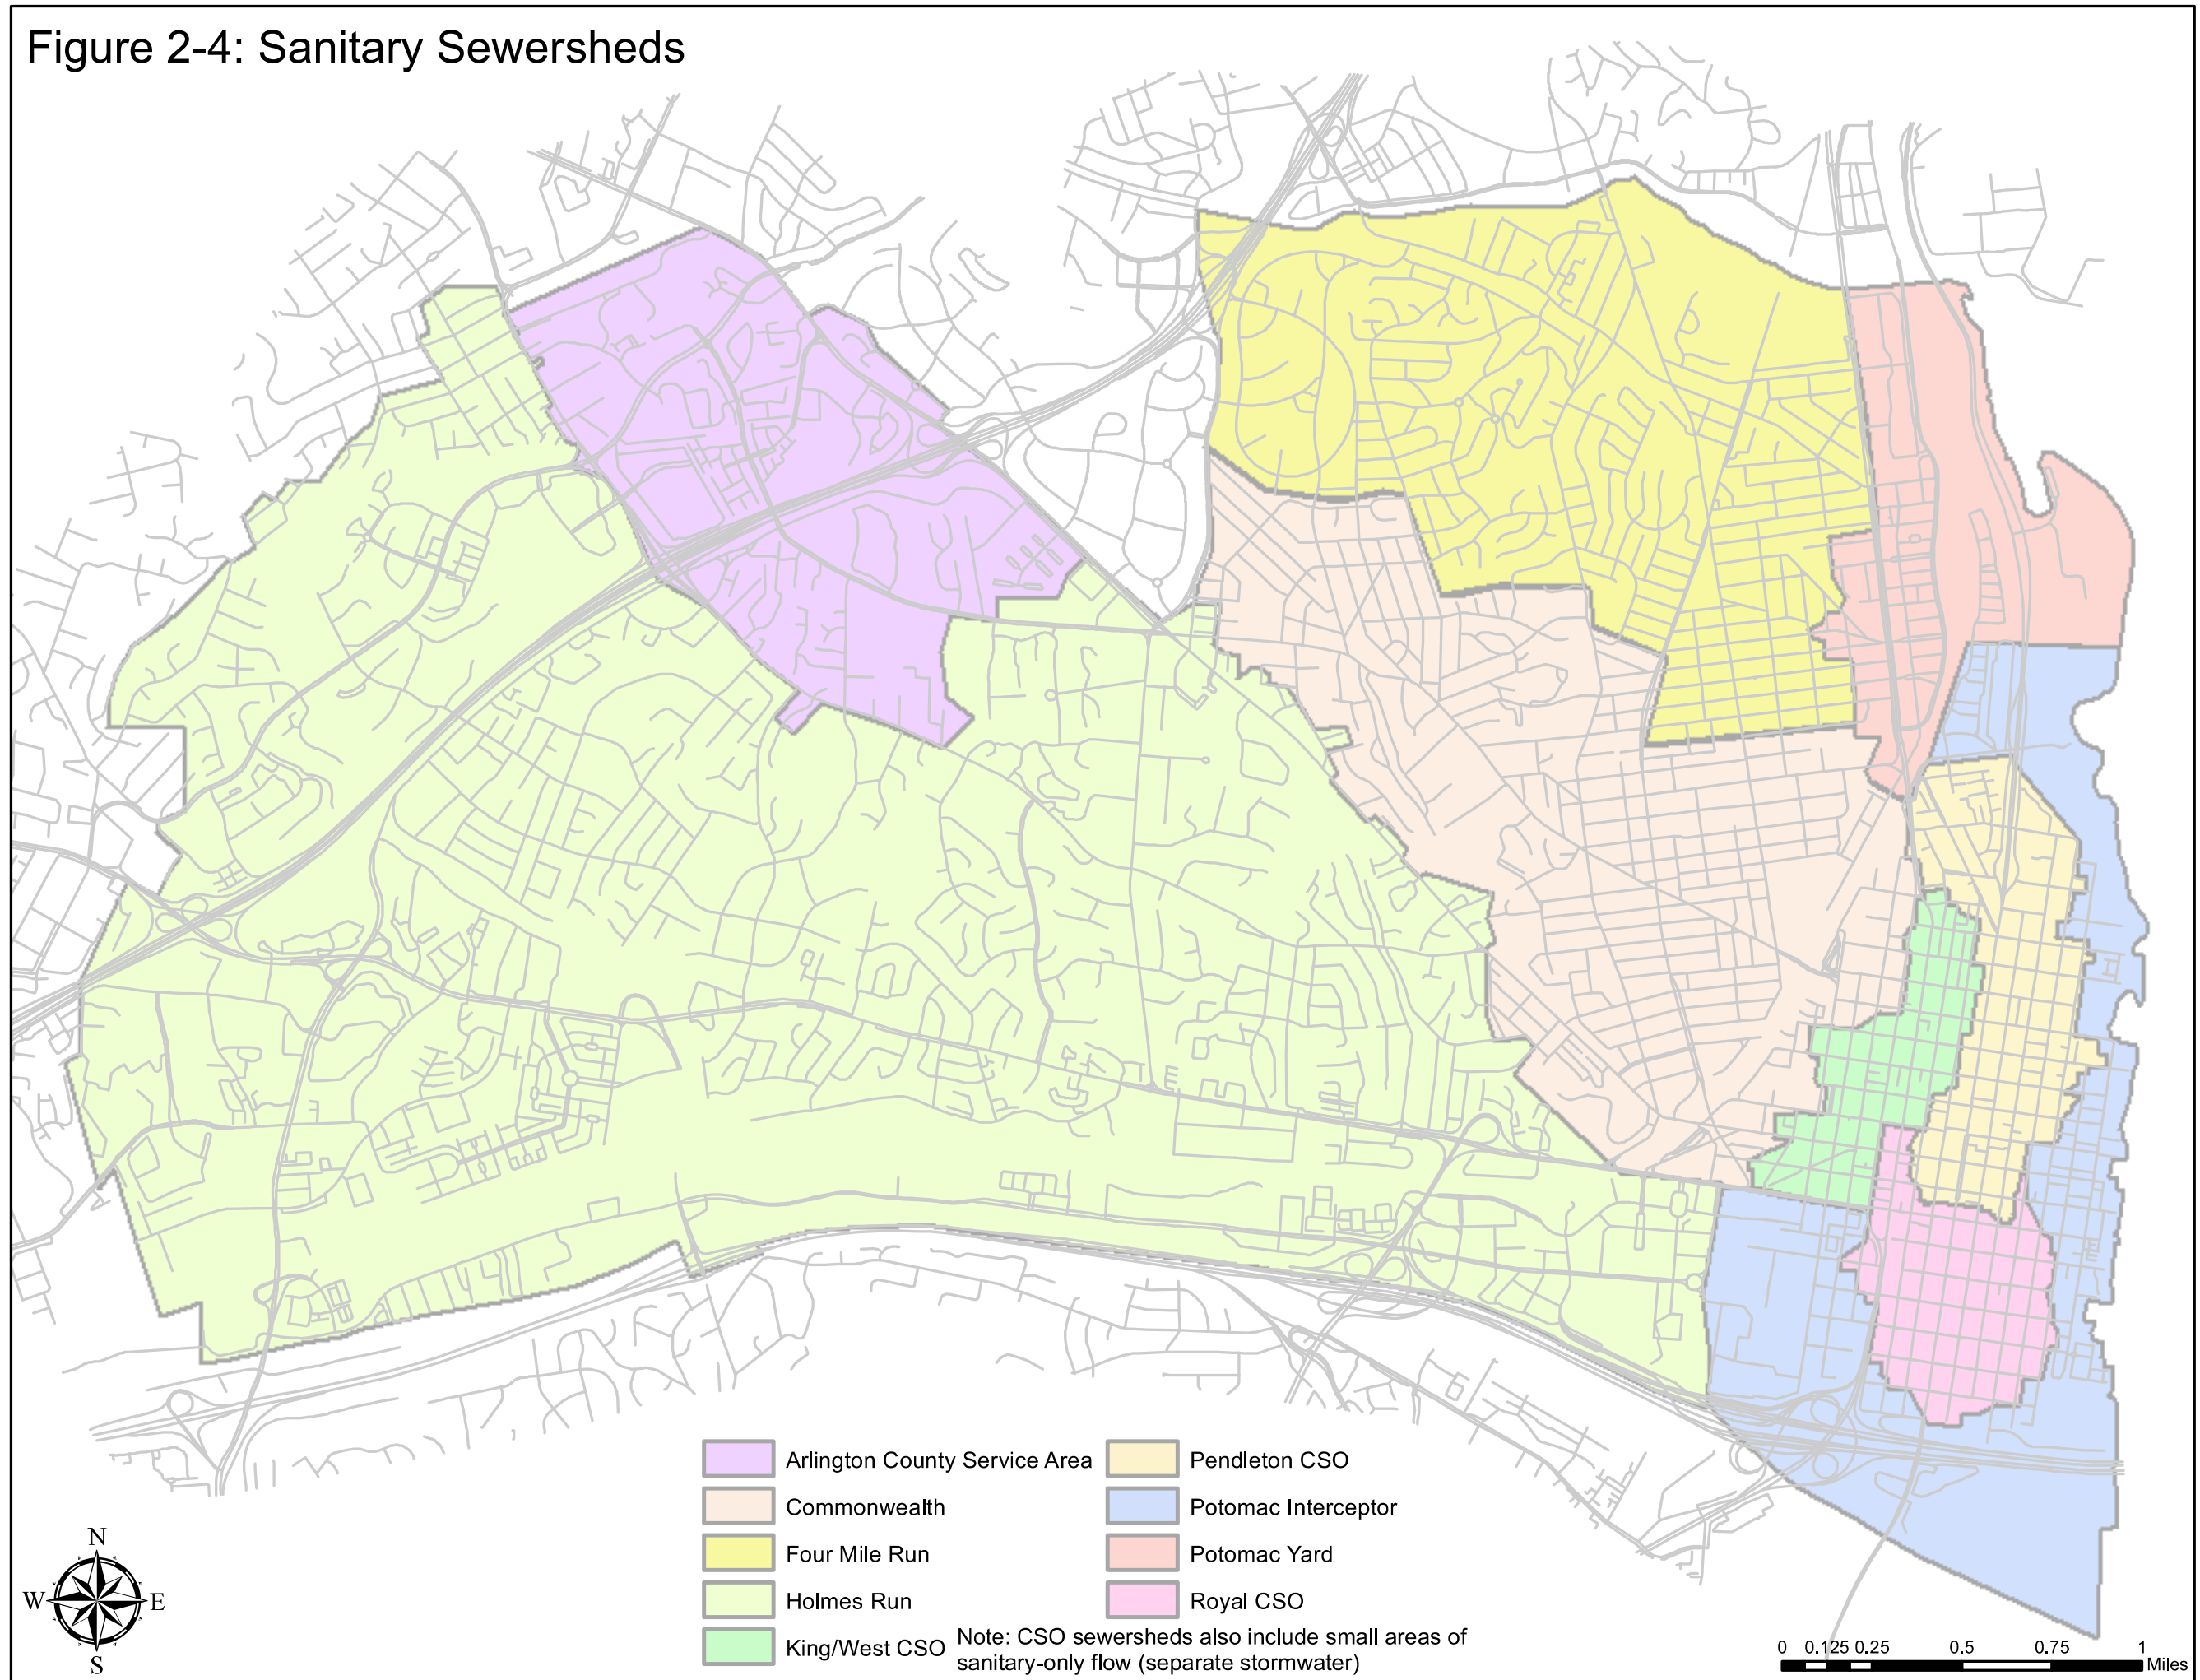 Figure 2-4: Sanitary Sewersheds
Arlington County Service Area
Commonwealth
Four Mile Run
Holmes Run
King/West CSO
Pendleton CSO
Potomac Interceptor
Potomac Yard
Royal CSO
Note: CSO sewersheds also include small areas of
sanitary-only flow (separate stormwater)
N
W E
S
0 0.125 0.25 0.5 0.75 1
Miles